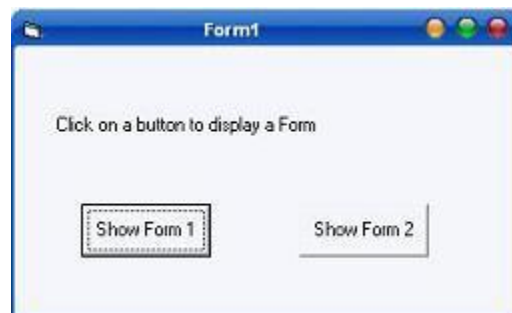 Form1
Click on a button to display a Form
Show Form 1
Show Form 2